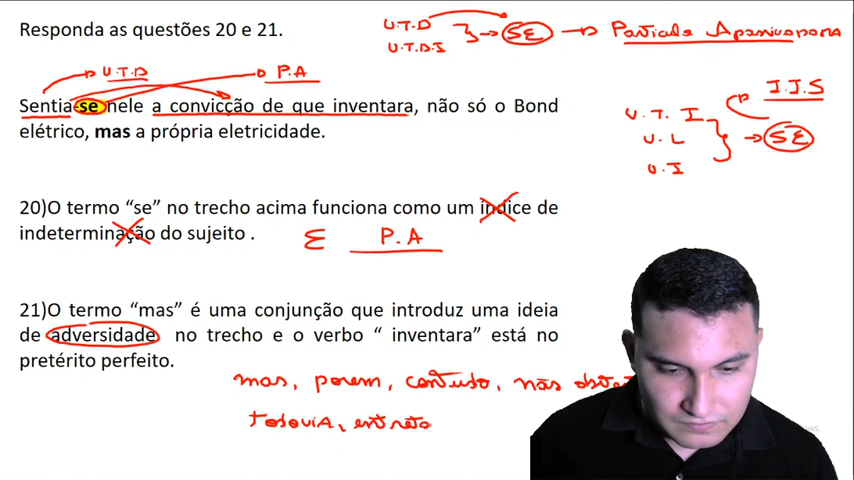 Responda as questões 20 e 21.
V.T.D
V.T.D.I
SE
Partícula Apassivadora
V.T.D
P.A
I.I.S
Sentia-se nele a convicção de que inventara, não só o Bond
elétrico, mas a própria eletricidade.
V.T.I
V.L
V.I
SE
20)O termo “se” no trecho acima funciona como um índice de
indeterminação do sujeito .
E P.A
21)O termo “mas” é uma conjunção que introduz uma ideia
de adversidade no trecho e o verbo “ inventara” está no
pretérito perfeito.
mas, porem, contudo, não
todaviA, entreta